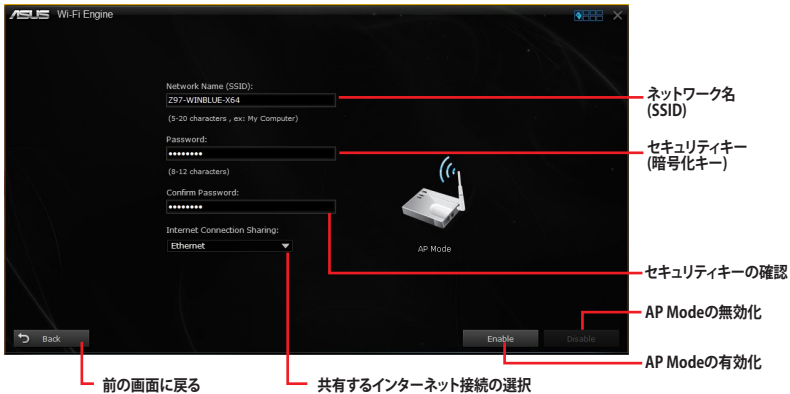 ASUS Wi-Fi Engine
Network Name (SSID):
Z97-WINBLUE-X64
(5-20 characters , ex: My Computer)
Password:
••••••••
(8-12 characters)
Confirm Password:
••••••••
Internet Connection Sharing:
Ethernet
AP Mode
Back
Enable
Disable
ネットワーク名
(SSID)
セキュリティキー
(暗号化キー)
セキュリティキーの確認
AP Modeの無効化
AP Modeの有効化
前の画面に戻る
共有するインターネット接続の選択